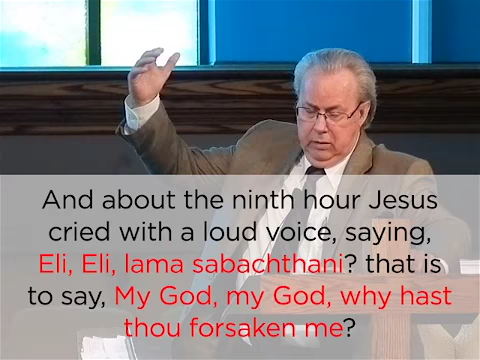 And about the ninth hour Jesus
cried with a loud voice, saying,
Eli, Eli, lama sabachthani? that is
to say, My God, my God, why hast
thou forsaken me?